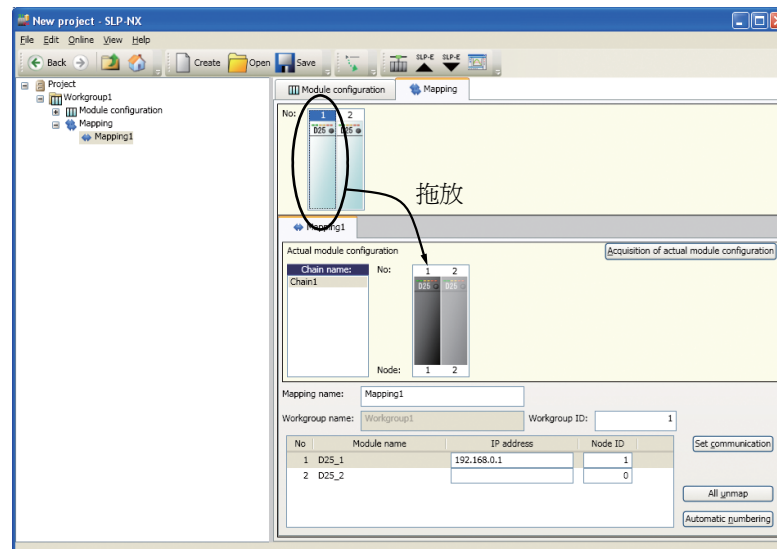 New project - SLP-NX
File Edit Online View Help
Back Create Open Save SLP-E SLP-E
Project
Workgroup1
Module configuration
Mapping
Mapping1
Module configuration Mapping
No: 1 2
D25 D25
拖放
Mapping1
Actual module configuration Acquisition of actual module configuration
Chain name: No: 1 2
Chain1 D25 D25
Node: 1 2
Mapping name: Mapping1
Workgroup name: Workgroup1 Workgroup ID: 1
No Module name IP address Node ID Set communication
1 D25_1 192.168.0.1 1
2 D25_2 0
All unmap
Automatic numbering